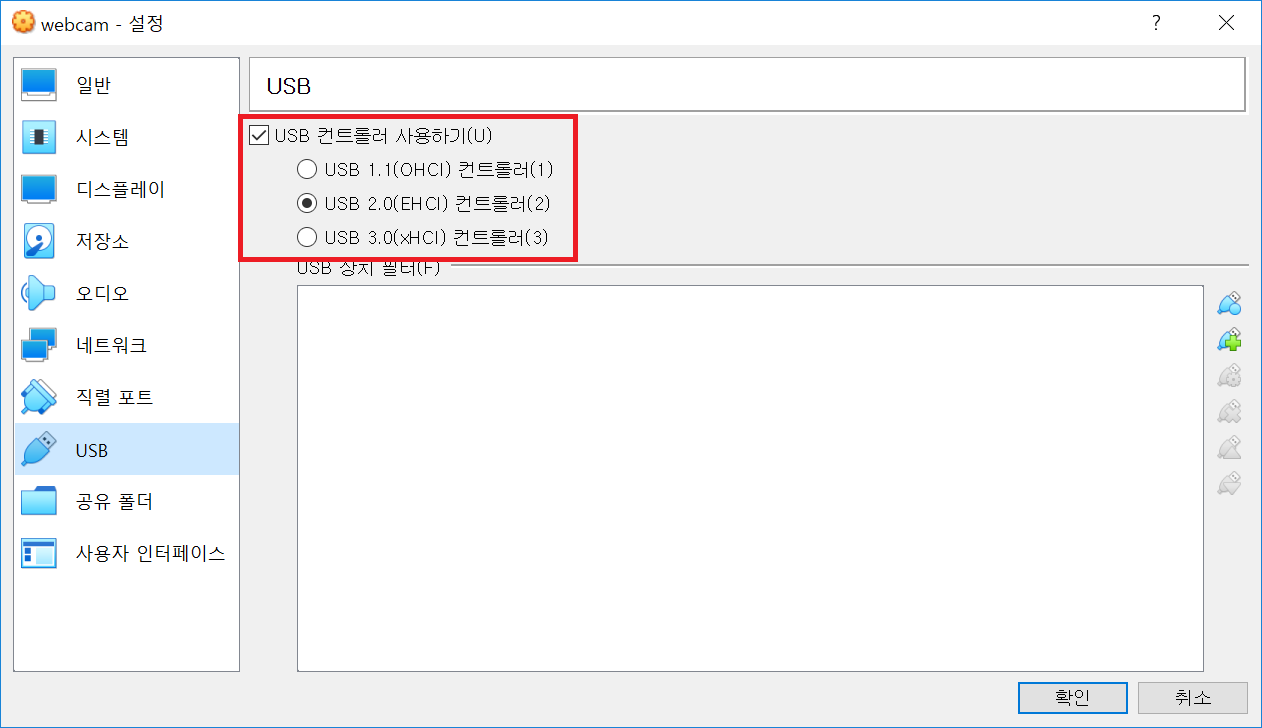 webcam - 설정
?
일반
시스템
디스플레이
저장소
오디오
네트워크
직렬 포트
USB
공유 폴더
사용자 인터페이스
USB
USB 컨트롤러 사용하기(U)
USB 1.1(OHCI) 컨트롤러(1)
USB 2.0(EHCI) 컨트롤러(2)
USB 3.0(xHCI) 컨트롤러(3)
USB 장치 필터(F)
확인
취소